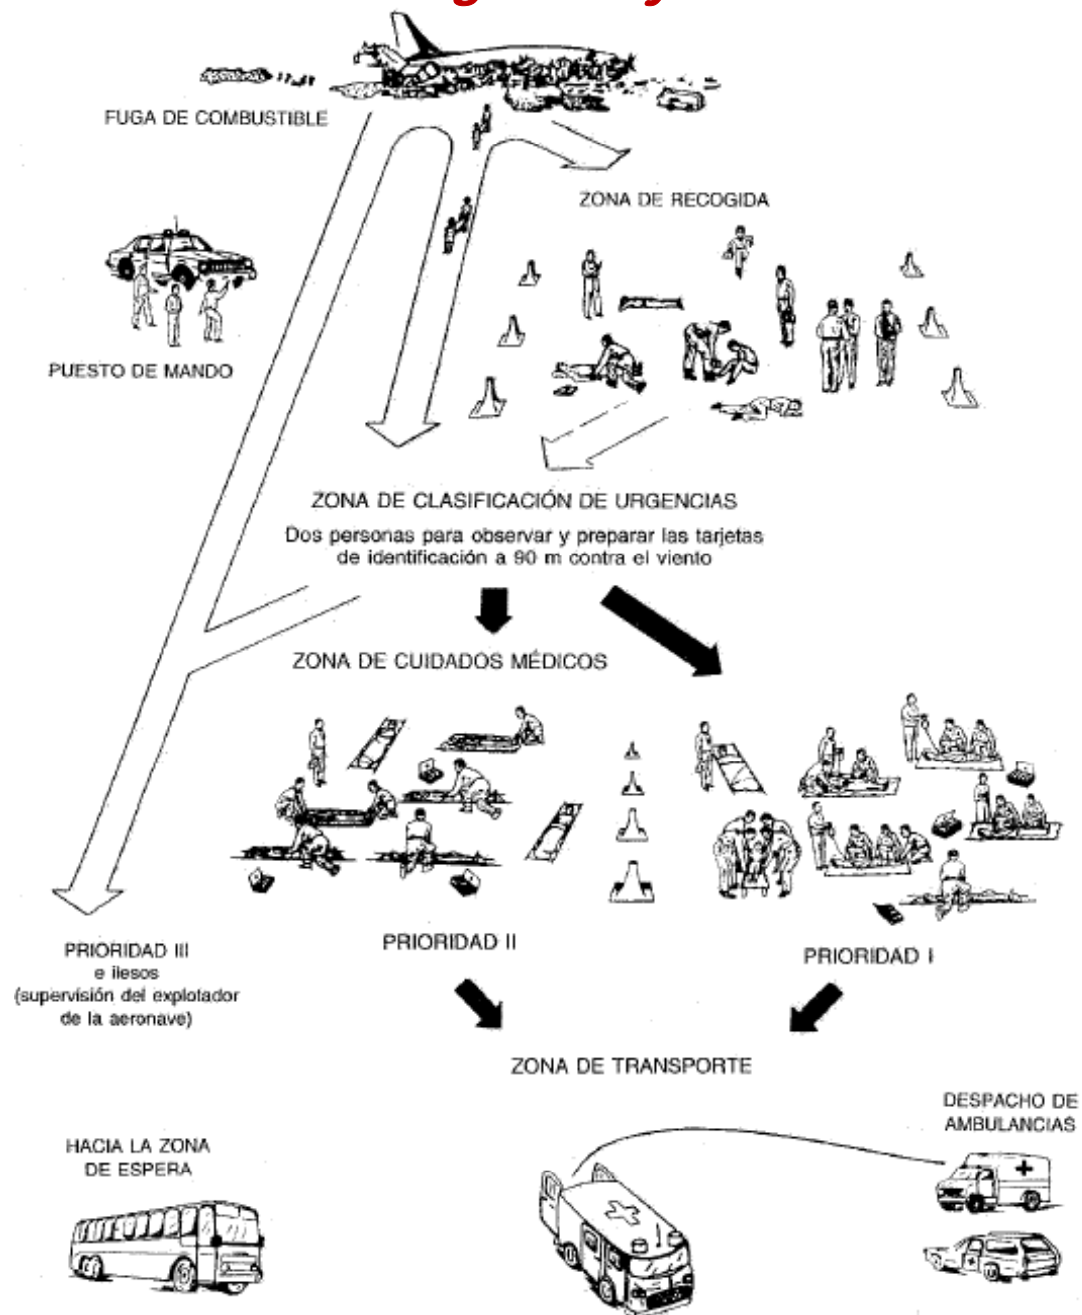 FUGA DE COMBUSTIBLE
ZONA DE RECOGIDA
PUESTO DE MANDO
ZONA DE CLASIFICACIÓN DE URGENCIAS
Dos personas para observar y preparar las tarjetas
de identificación a 90 m contra el viento
ZONA DE CUIDADOS MÉDICOS
PRIORIDAD III
e ilesos
(supervisión del explotador
de la aeronave)
PRIORIDAD II
PRIORIDAD I
ZONA DE TRANSPORTE
DESPACHO DE
AMBULANCIAS
HACIA LA ZONA
DE ESPERA